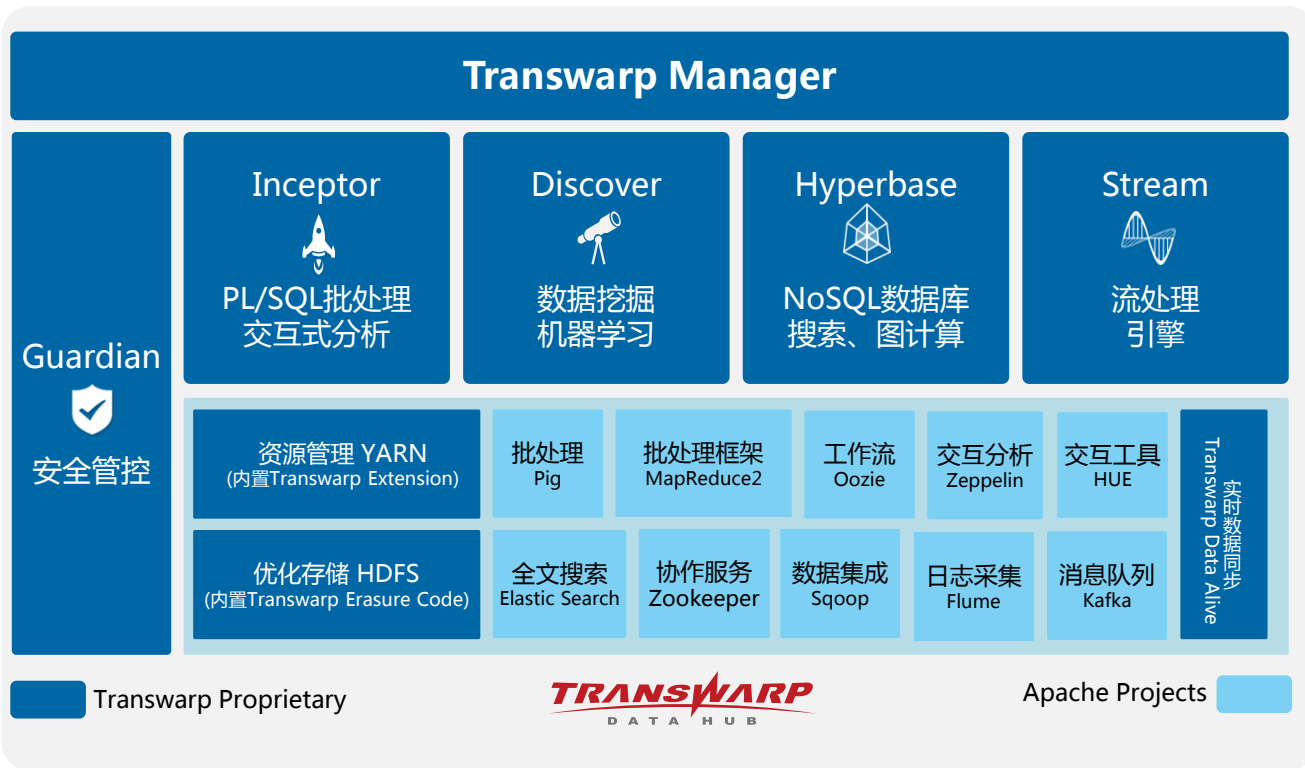 Transwarp Manager
Guardian
安全管控
Inceptor
PL/SQL批处理
交互式分析
Discover
数据挖掘
机器学习
Hyperbase
NoSQL数据库
搜索、图计算
Stream
流处理
引擎
资源管理 YARN
(内置Transwarp Extension)
批处理
Pig
批处理框架
MapReduce2
工作流
Oozie
交互分析
Zeppelin
交互工具
HUE
优化存储 HDFS
(内置Transwarp Erasure Code)
全文搜索
Elastic Search
协作服务
Zookeeper
数据集成
Sqoop
日志采集
Flume
消息队列
Kafka
实时数据同步
Transwarp Data Alive
Transwarp Proprietary
TRANSWARP
DATA HUB
Apache Projects